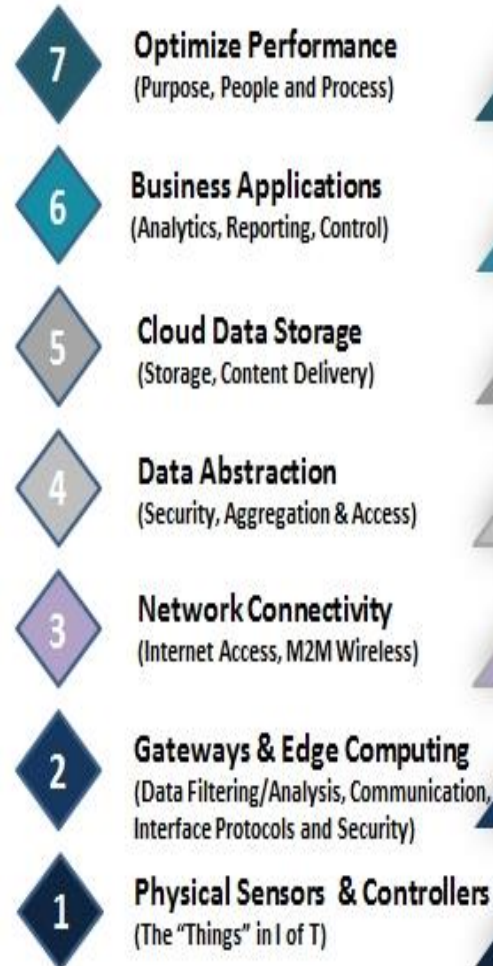 7
Optimize Performance
(Purpose, People and Process)
6
Business Applications
(Analytics, Reporting, Control)
5
Cloud Data Storage
(Storage, Content Delivery)
4
Data Abstraction
(Security, Aggregation & Access)
3
Network Connectivity
(Internet Access, M2M Wireless)
2
Gateways & Edge Computing
(Data Filtering/Analysis, Communication,
Interface Protocols and Security)
1
Physical Sensors & Controllers
(The “Things” in I of T)